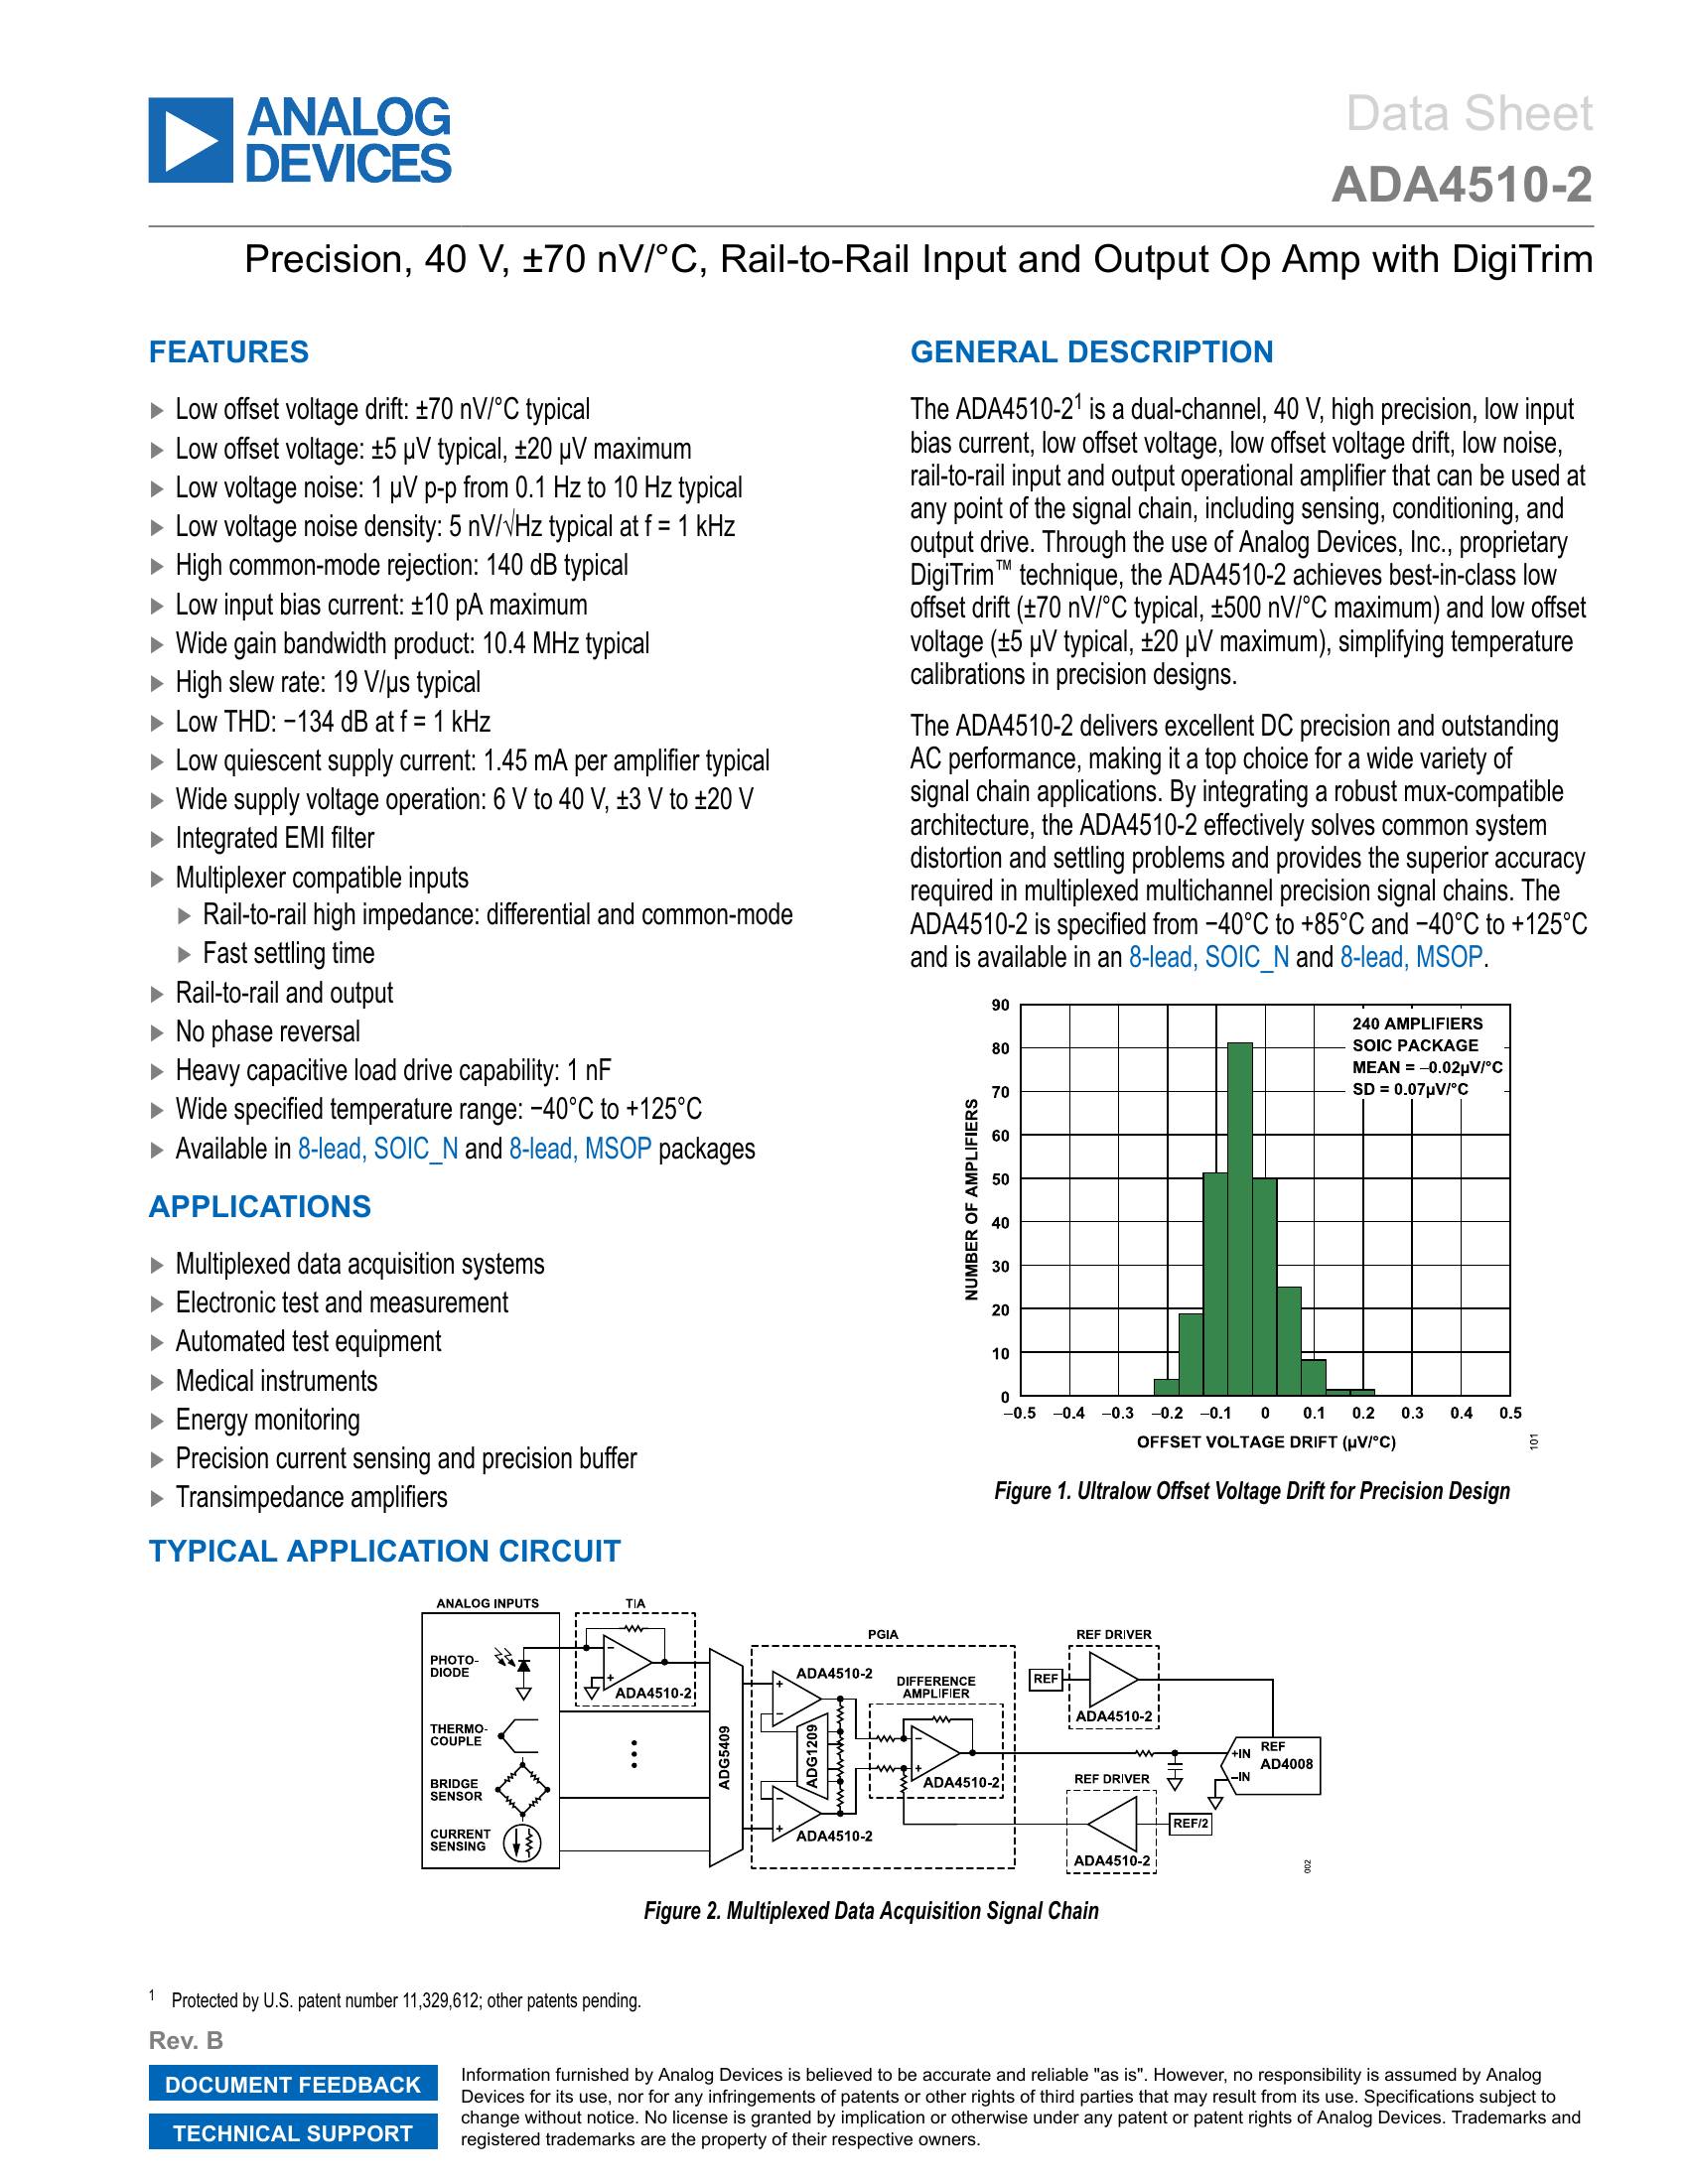 ANALOG
DEVICES
Data Sheet
ADA4510-2
Precision, 40 V, ±70 nV/°C, Rail-to-Rail Input and Output Op Amp with DigiTrim
FEATURES
► Low offset voltage drift: ±70 nV/°C typical
► Low offset voltage: ±5 µV typical, ±20 µV maximum
► Low voltage noise: 1 µV p-p from 0.1 Hz to 10 Hz typical
► Low voltage noise density: 5 nV/√Hz typical at f = 1 kHz
► High common-mode rejection: 140 dB typical
► Low input bias current: ±10 pA maximum
► Wide gain bandwidth product: 10.4 MHz typical
► High slew rate: 19 V/µs typical
► Low THD: −134 dB at f = 1 kHz
► Low quiescent supply current: 1.45 mA per amplifier typical
► Wide supply voltage operation: 6 V to 40 V, ±3 V to ±20 V
► Integrated EMI filter
► Multiplexer compatible inputs
► Rail-to-rail high impedance: differential and common-mode
► Fast settling time
► Rail-to-rail and output
► No phase reversal
► Heavy capacitive load drive capability: 1 nF
► Wide specified temperature range: −40°C to +125°C
► Available in 8-lead, SOIC_N and 8-lead, MSOP packages
APPLICATIONS
► Multiplexed data acquisition systems
► Electronic test and measurement
► Automated test equipment
► Medical instruments
► Energy monitoring
► Precision current sensing and precision buffer
► Transimpedance amplifiers
GENERAL DESCRIPTION
The ADA4510-2¹ is a dual-channel, 40 V, high precision, low input
bias current, low offset voltage, low offset voltage drift, low noise,
rail-to-rail input and output operational amplifier that can be used at
any point of the signal chain, including sensing, conditioning, and
output drive. Through the use of Analog Devices, Inc., proprietary
DigiTrim™ technique, the ADA4510-2 achieves best-in-class low
offset drift (±70 nV/°C typical, ±500 nV/°C maximum) and low offset
voltage (±5 µV typical, ±20 µV maximum), simplifying temperature
calibrations in precision designs.
The ADA4510-2 delivers excellent DC precision and outstanding
AC performance, making it a top choice for a wide variety of
signal chain applications. By integrating a robust mux-compatible
architecture, the ADA4510-2 effectively solves common system
distortion and settling problems and provides the superior accuracy
required in multiplexed multichannel precision signal chains. The
ADA4510-2 is specified from −40°C to +85°C and −40°C to +125°C
and is available in an 8-lead, SOIC_N and 8-lead, MSOP.
240 AMPLIFIERS
SOIC PACKAGE
MEAN = −0.02µV/°C
SD = 0.07µV/°C
NUMBER OF AMPLIFIERS
90
80
70
60
50
40
30
20
10
0
−0.5 −0.4 −0.3 −0.2 −0.1 0 0.1 0.2 0.3 0.4 0.5
OFFSET VOLTAGE DRIFT (µV/°C)
101
Figure 1. Ultralow Offset Voltage Drift for Precision Design
TYPICAL APPLICATION CIRCUIT
ANALOG INPUTS
PHOTO-
DIODE
THERMO-
COUPLE
BRIDGE
SENSOR
CURRENT
SENSING
TIA
− +
ADA4510-2
ADG5409
PGIA
ADA4510-2
+ −
ADG1209
− +
ADA4510-2
DIFFERENCE
AMPLIFIER
− +
ADA4510-2
REF DRIVER
REF
ADA4510-2
REF DRIVER
REF/2
ADA4510-2
+IN
−IN
REF
AD4008
002
Figure 2. Multiplexed Data Acquisition Signal Chain
1 Protected by U.S. patent number 11,329,612; other patents pending.
Rev. B
DOCUMENT FEEDBACK
TECHNICAL SUPPORT
Information furnished by Analog Devices is believed to be accurate and reliable "as is". However, no responsibility is assumed by Analog
Devices for its use, nor for any infringements of patents or other rights of third parties that may result from its use. Specifications subject to
change without notice. No license is granted by implication or otherwise under any patent or patent rights of Analog Devices. Trademarks and
registered trademarks are the property of their respective owners.